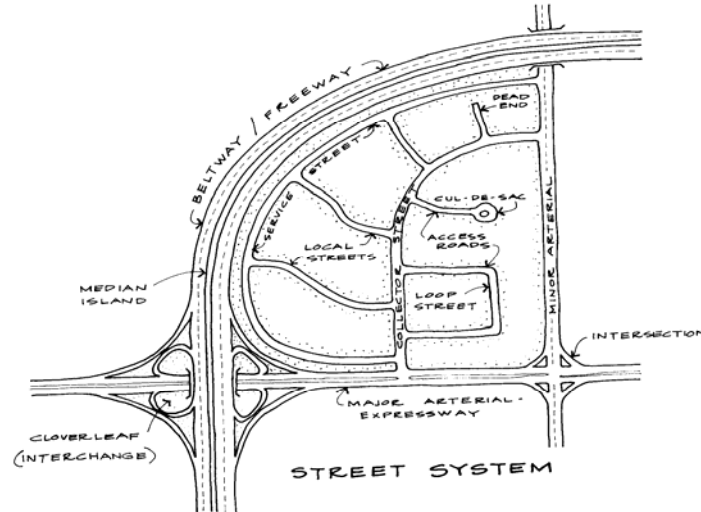 BELTWAY / FREEWAY
DEAD
END
STREET
SERVICE
CUL-DE-SAC
LOCAL
STREETS
COLLECTOR STREET
ACCESS
ROADS
MINOR ARTERIAL
MEDIAN
ISLAND
LOOP
STREET
INTERSECTION
MAJOR ARTERIAL-
EXPRESSWAY
CLOVERLEAF
(INTERCHANGE)
STREET SYSTEM